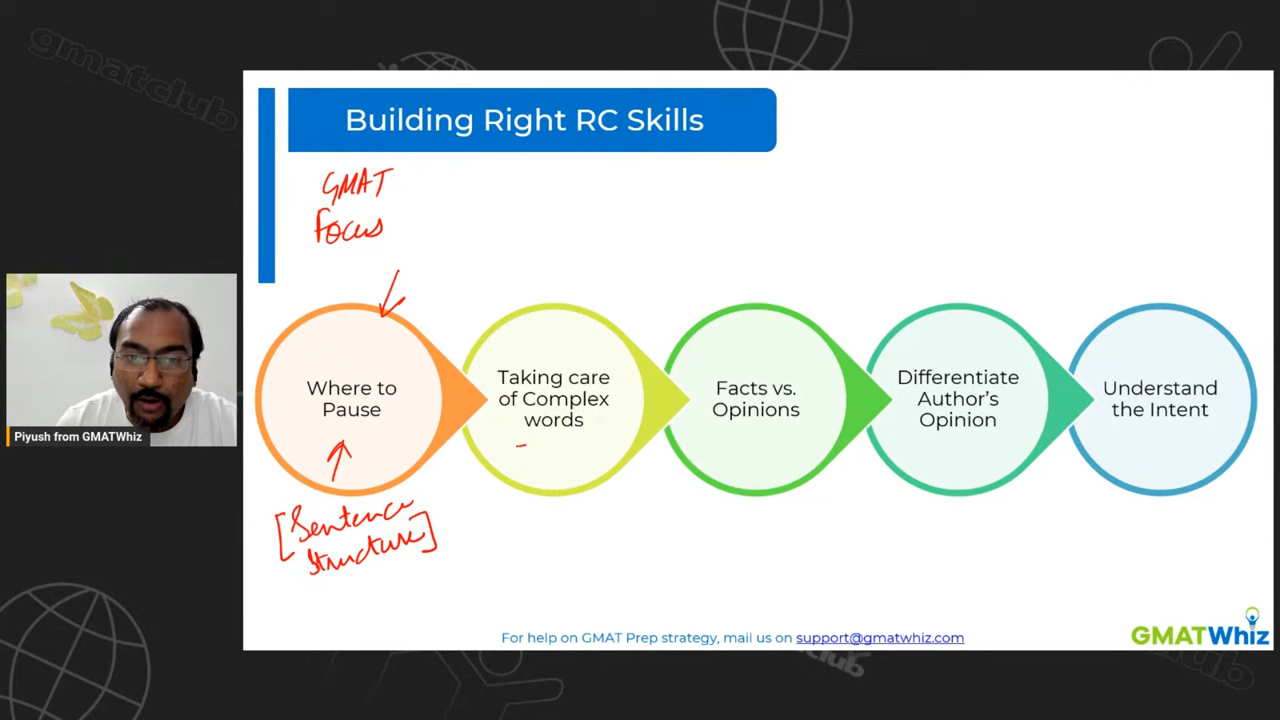 gmatclub
Building Right RC Skills
GMAT
Focus
Where to
Pause
Taking care
of Complex
words
Facts vs.
Opinions
Differentiate
Author's
Opinion
Understand
the Intent
[Sentence
Structure]
Piyush from GMATWhiz
For help on GMAT Prep strategy, mail us on support@gmatwhiz.com
GMATWhiz